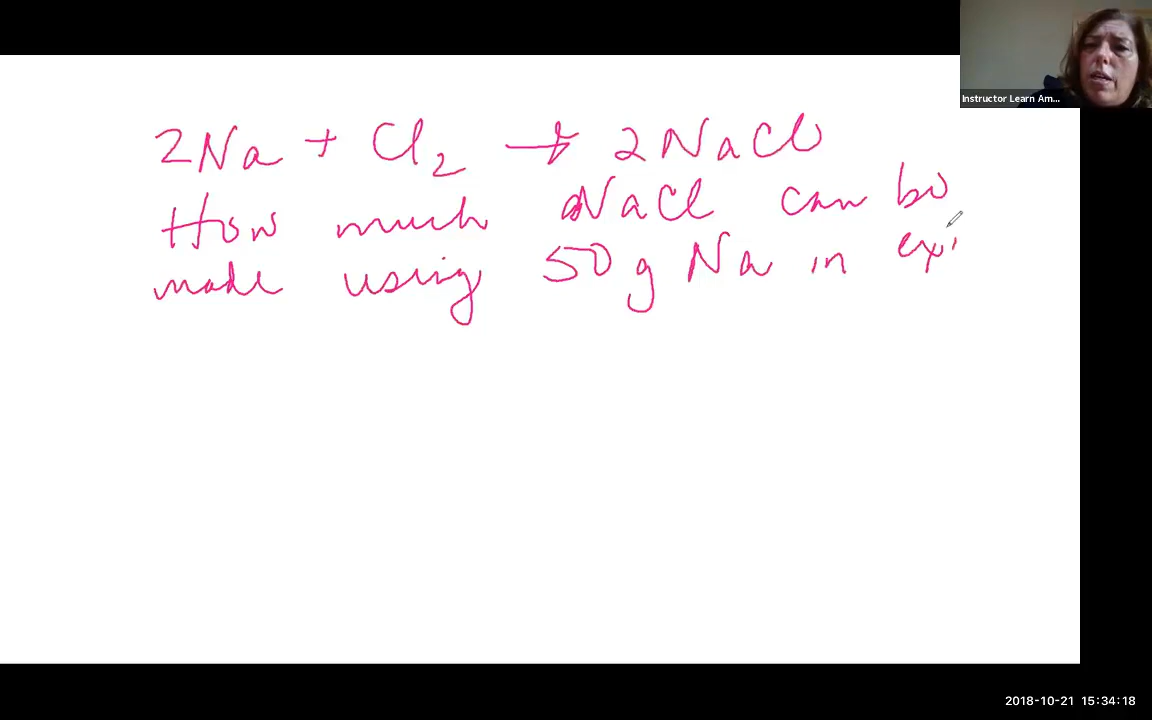 2Na + Cl2 → 2NaCl
How much NaCl can be
made using 50 g Na in
Instructor Learn Am...
2018-10-21 15:34:18